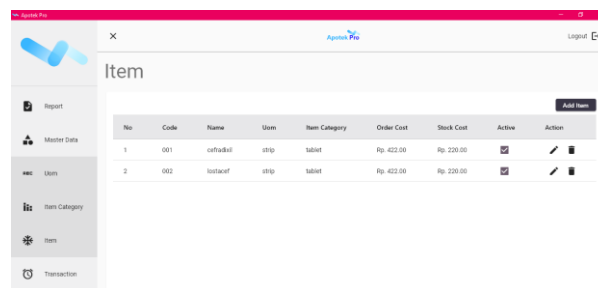 Apotek Pro
Apotek Pro
Logout
Item
Report
Master Data
ABC Uom
Item Category
Item
Transaction
Add Item
No Code Name Uom Item Category Order Cost Stock Cost Active Action
1 001 cefradixil strip tablet Rp. 422.00 Rp. 220.00
2 002 lostacef strip tablet Rp. 422.00 Rp. 220.00